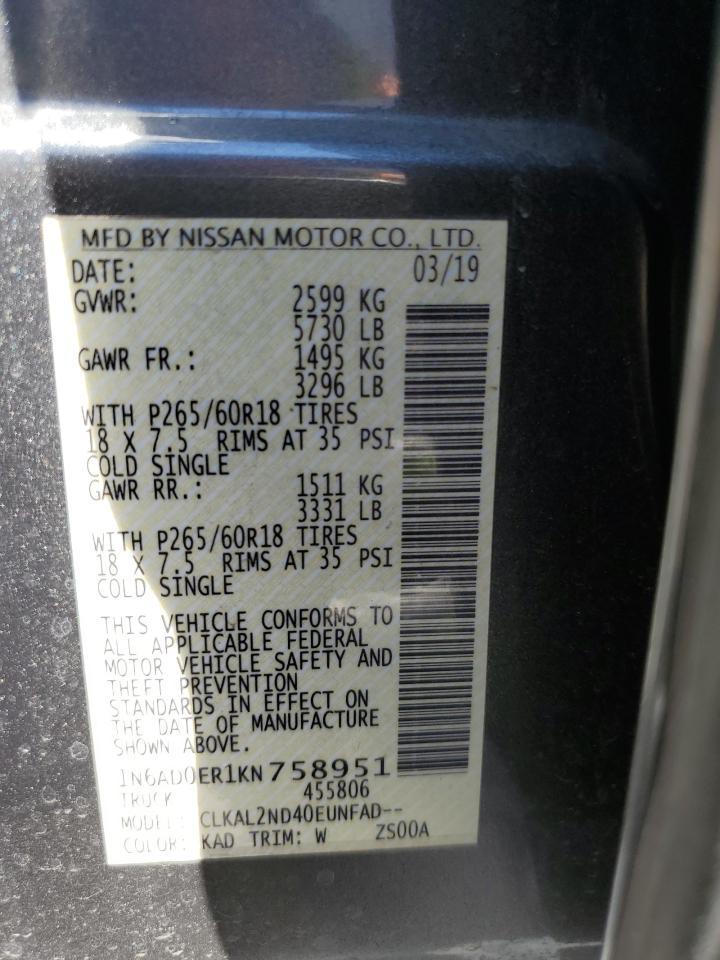 MFD BY NISSAN MOTOR CO., LTD.
DATE: 03/19
GVWR: 2599 KG
5730 LB
GAWR FR.: 1495 KG
3296 LB
WITH P265/60R18 TIRES
18 X 7.5 RIMS AT 35 PSI
COLD SINGLE
GAWR RR.: 1511 KG
3331 LB
WITH P265/60R18 TIRES
18 X 7.5 RIMS AT 35 PSI
COLD SINGLE
THIS VEHICLE CONFORMS TO
ALL APPLICABLE FEDERAL
MOTOR VEHICLE SAFETY AND
THEFT PREVENTION
STANDARDS IN EFFECT ON
THE DATE OF MANUFACTURE
SHOWN ABOVE.
1N6AD0ER1KN758951
TRUCK 455806
MODEL: CLKAL2ND40EUNFAD--
COLOR: KAD TRIM: W ZS00A